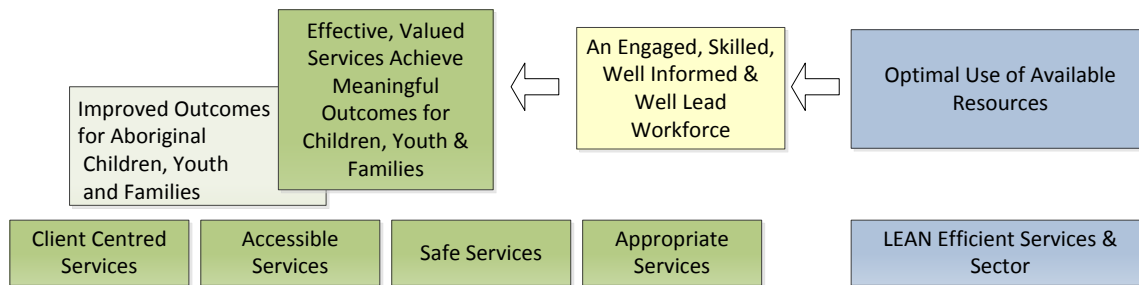 Improved Outcomes
for Aboriginal
Children, Youth
and Families
Effective, Valued
Services Achieve
Meaningful
Outcomes for
Children, Youth &
Families
An Engaged, Skilled,
Well Informed &
Well Lead
Workforce
Optimal Use of Available
Resources
Client Centred
Services
Accessible
Services
Safe Services
Appropriate
Services
LEAN Efficient Services &
Sector